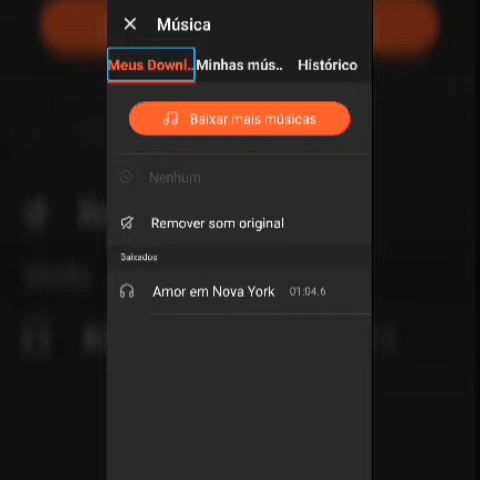 Música
Meus Downl.. Minhas mús.. Histórico
Baixar mais músicas
Nenhum
Remover som original
Baixados
Amor em Nova York 01:04.6